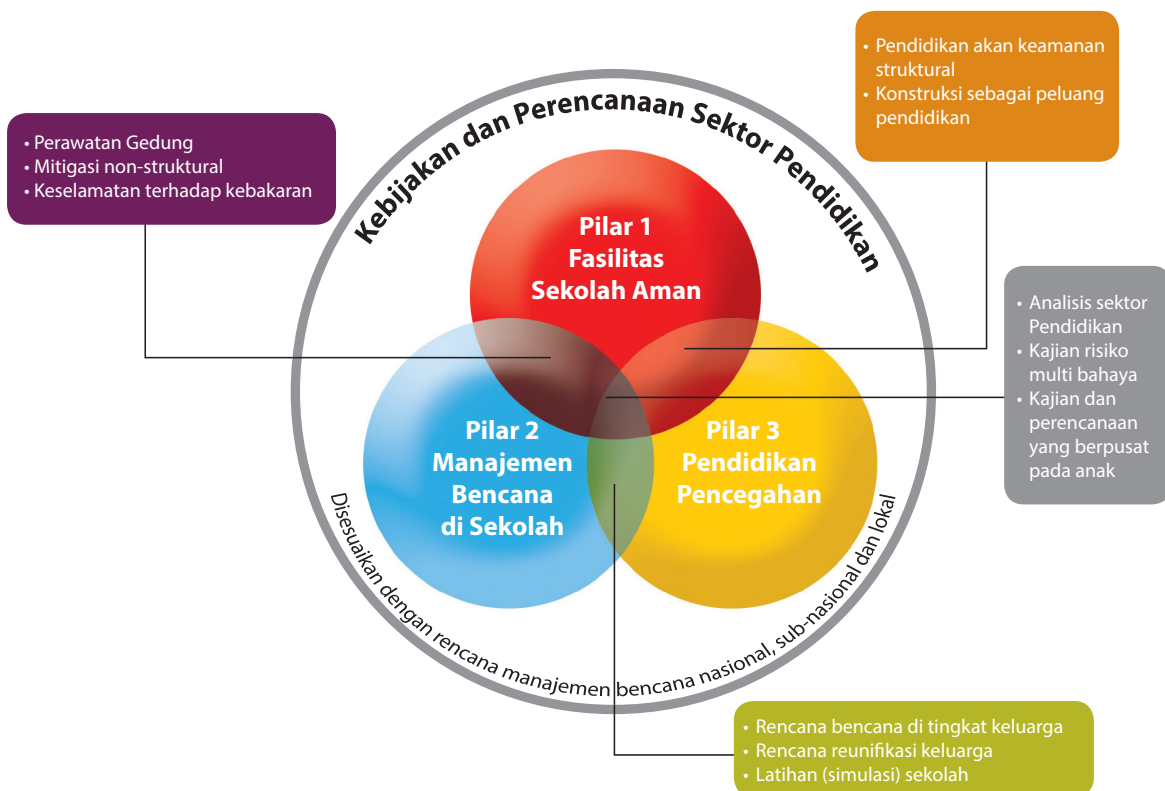 • Pendidikan akan keamanan
struktural
• Konstruksi sebagai peluang
pendidikan
Kebijakan dan Perencanaan Sektor Pendidikan
• Perawatan Gedung
• Mitigasi non-struktural
• Keselamatan terhadap kebakaran
Pilar 1
Fasilitas
Sekolah Aman
• Analisis sektor
Pendidikan
• Kajian risiko
multi bahaya
• Kajian dan
perencanaan
yang berpusat
pada anak
Pilar 2
Manajemen
Bencana
di Sekolah
Pilar 3
Pendidikan
Pencegahan
Disesuaikan dengan rencana manajemen bencana nasional, sub-nasional dan lokal
• Rencana bencana di tingkat keluarga
• Rencana reunifikasi keluarga
• Latihan (simulasi) sekolah